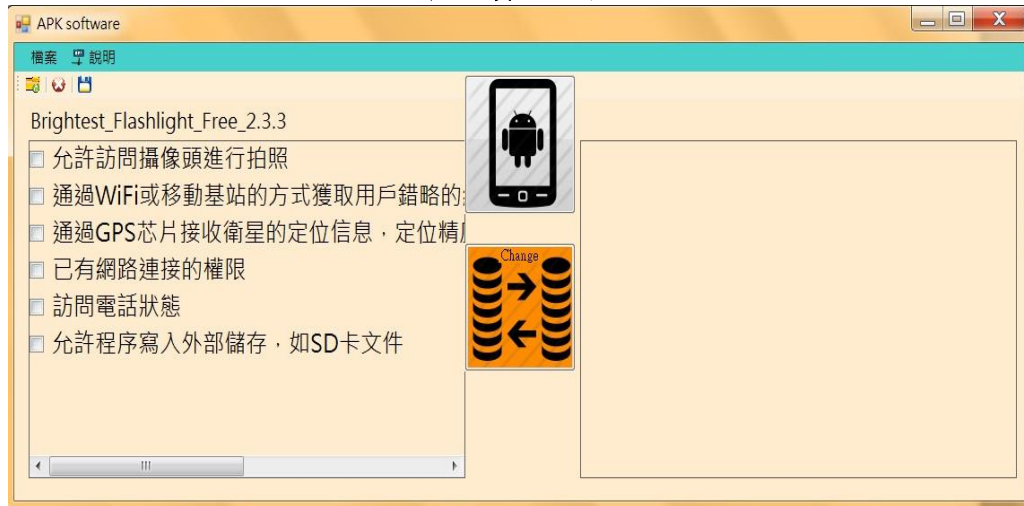 APK software
檔案 說明
Brightest_Flashlight_Free_2.3.3
允許訪問攝像頭進行拍照
通過WiFi或移動基站的方式獲取用戶錯略的
通過GPS芯片接收衛星的定位信息，定位精
已有網路連接的權限
訪問電話狀態
允許程序寫入外部儲存，如SD卡文件
Change